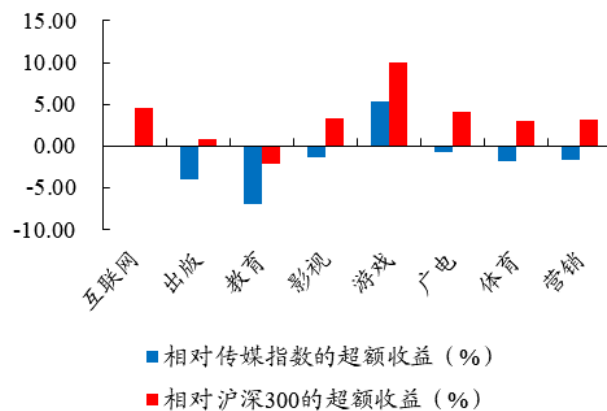 15.00
10.00
5.00
0.00
-5.00
-10.00
互联网
出版
教育
影视
游戏
广电
体育
营销
相对传媒指数的超额收益（%）
相对沪深300的超额收益（%）